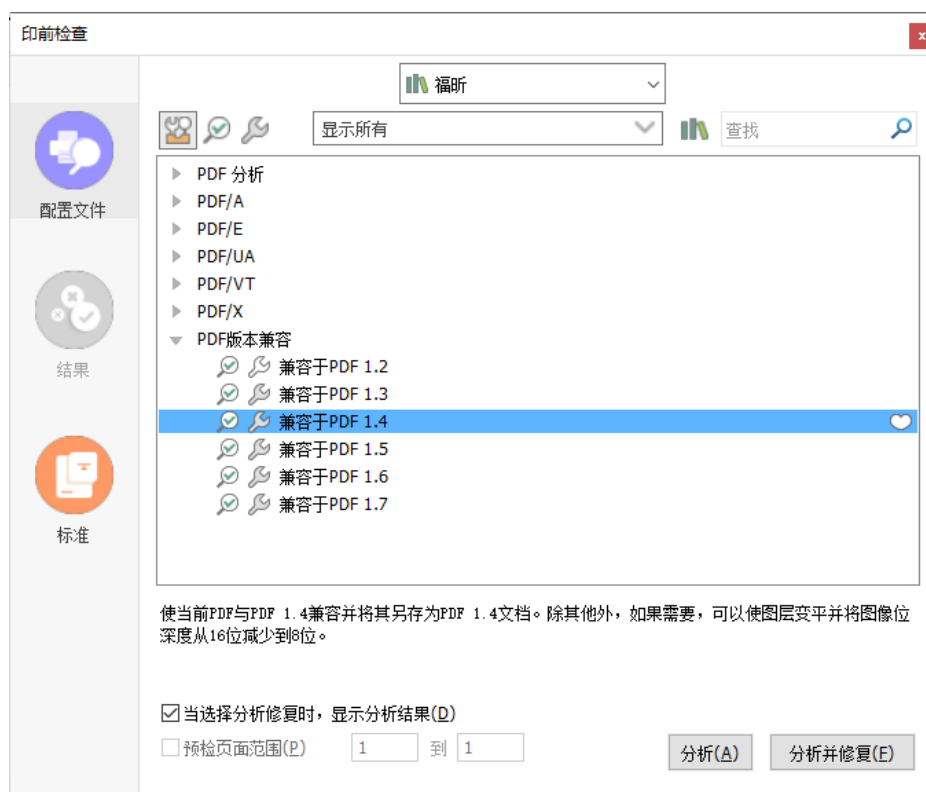 印前检查
x
福昕
显示所有
查找
配置文件
结果
标准
PDF 分析
PDF/A
PDF/E
PDF/UA
PDF/VT
PDF/X
PDF版本兼容
兼容于PDF 1.2
兼容于PDF 1.3
兼容于PDF 1.4
兼容于PDF 1.5
兼容于PDF 1.6
兼容于PDF 1.7
使当前PDF与PDF 1.4兼容并将其另存为PDF 1.4文档。除其他外，如果需要，可以使图层变平并将图像位
深度从16位减少到8位。
当选择分析修复时，显示分析结果(D)
预检页面范围(P) 1 到 1
分析(A) 分析并修复(F)